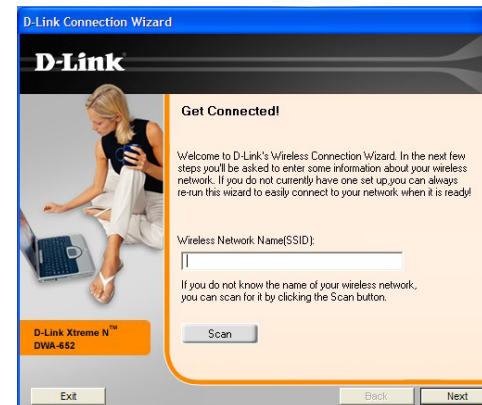 D-Link Connection Wizard
D-Link
Get Connected!
Welcome to D-Link's Wireless Connection Wizard. In the next few
steps you'll be asked to enter some information about your wireless
network. If you do not currently have one set up,you can always
re-run this wizard to easily connect to your network when it is ready!
Wireless Network Name(SSID):
If you do not know the name of your wireless network,
you can scan for it by clicking the Scan button.
Scan
D-Link Xtreme N™
DWA-652
Exit
Back
Next